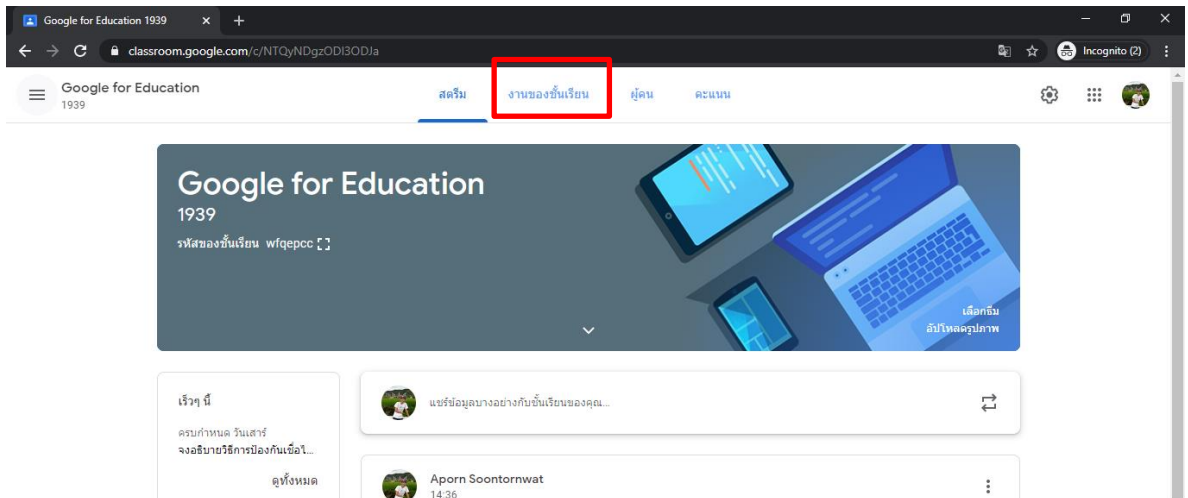 Google for Education 1939
classroom.google.com/c/NTQyNDgzODI3ODJa
Incognito (2)
Google for Education
1939
สตรีม งานของชั้นเรียน ผู้คน คะแนน
Google for Education
1939
รหัสของชั้นเรียน wfqepcc
เลือกธีม
อัปโหลดรูปภาพ
เร็วๆ นี้
ครบกำหนด วันเสาร์
จงอธิบายวิธีการป้องกันเชื้อไ...
ดูทั้งหมด
แชร์ข้อมูลบางอย่างกับชั้นเรียนของคุณ...
Aporn Soontornwat
14:36